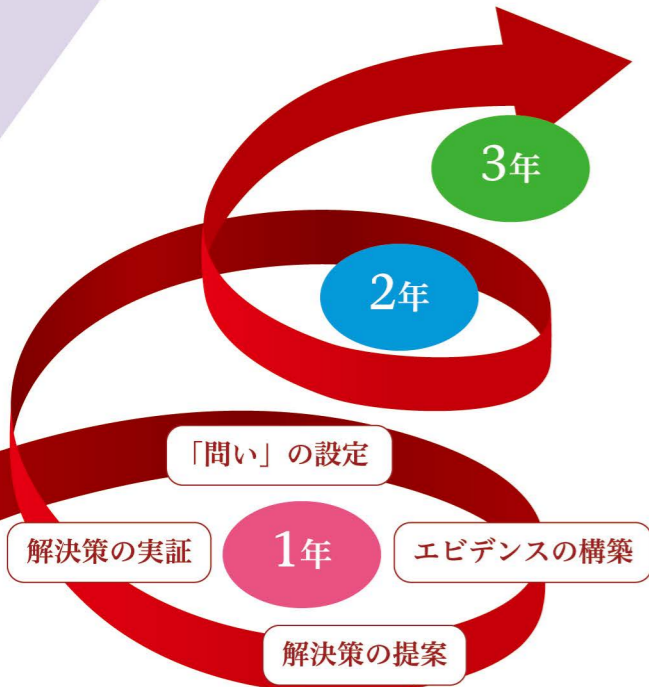 3年
2年
「問い」の設定
解決策の実証
1年
エビデンスの構築
解決策の提案